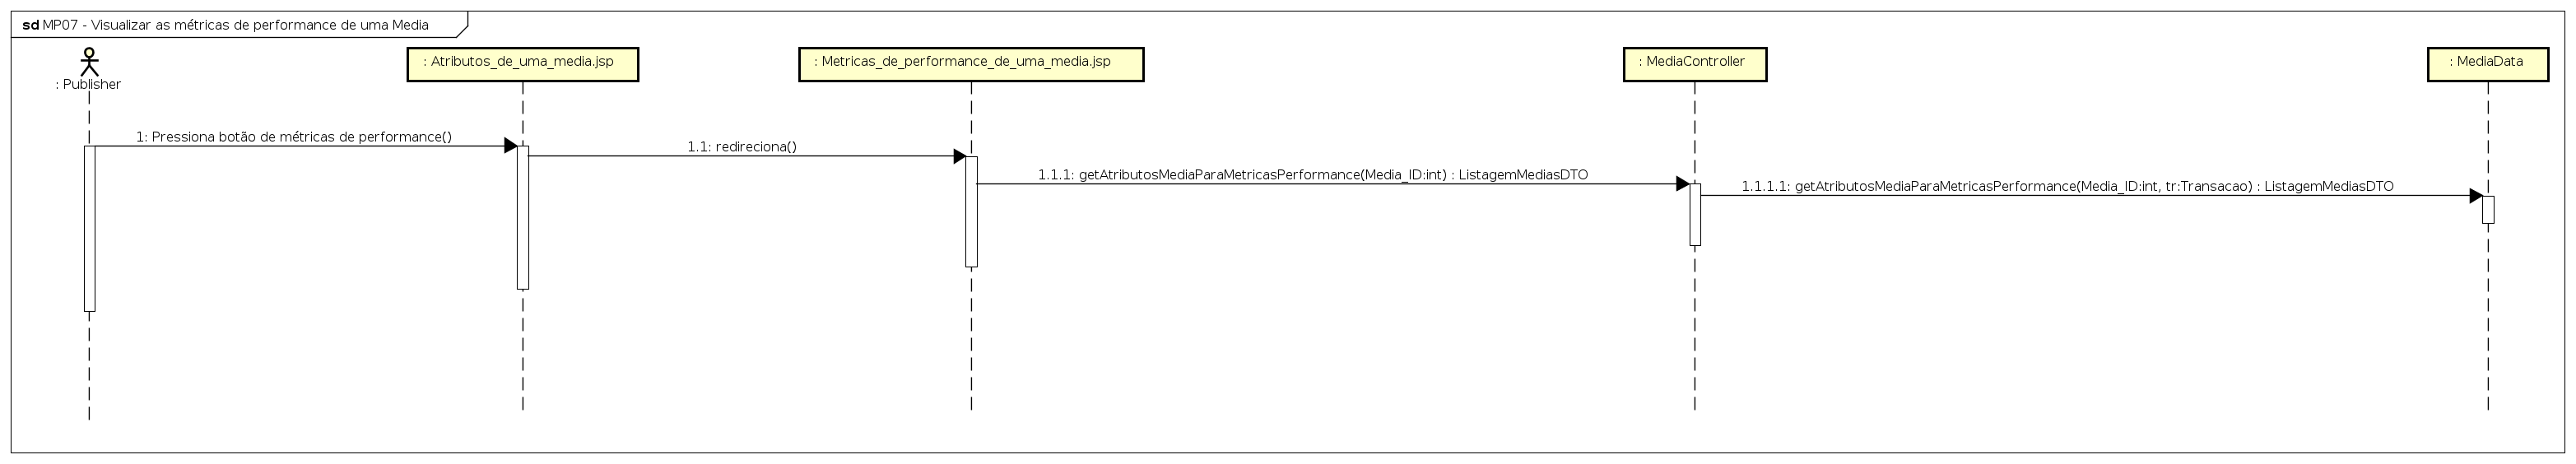 sd MP07 - Visualizar as métricas de performance de uma Media
: Publisher
: Atributos_de_uma_media.jsp
: Metricas_de_performance_de_uma_media.jsp
: MediaController
: MediaData
1: Pressiona botão de métricas de performance()
1.1: redireciona()
1.1.1: getAtributosMediaParaMetricasPerformance(Media_ID:int) : ListagemMediasDTO
1.1.1.1: getAtributosMediaParaMetricasPerformance(Media_ID:int, tr:Transacao) : ListagemMediasDTO